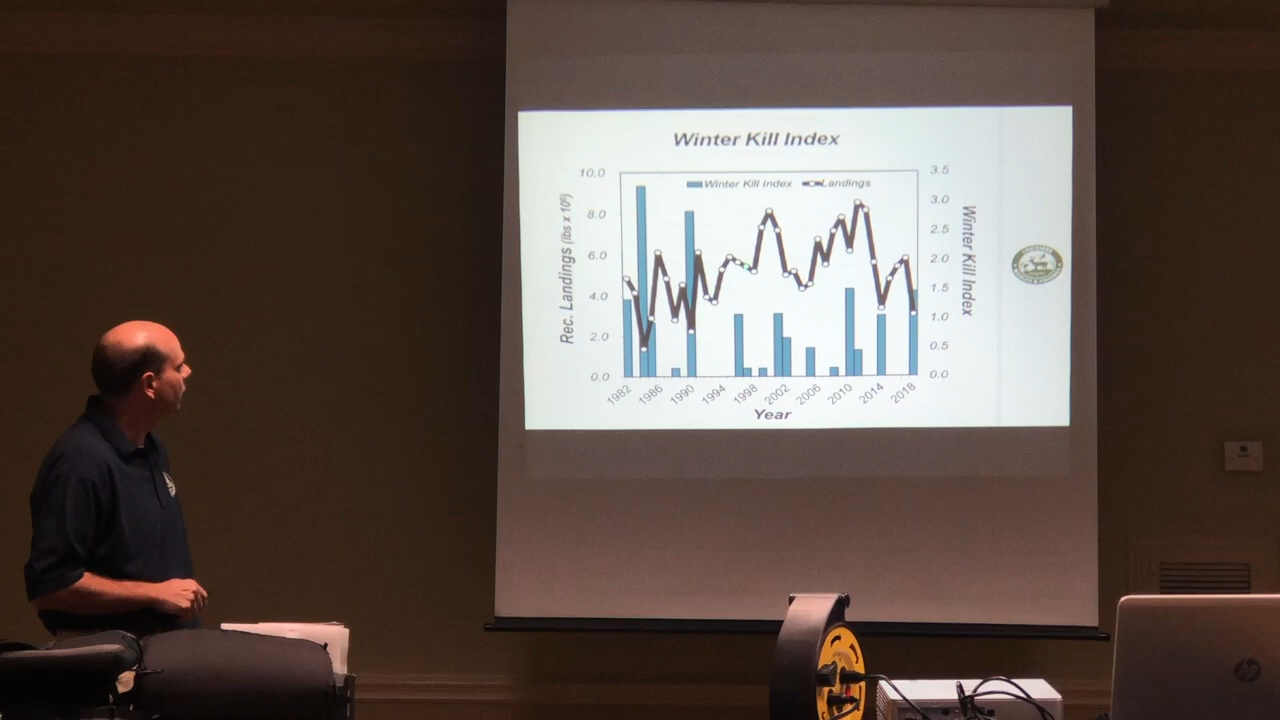 Winter Kill Index
Winter Kill Index Landings
Rec. Landings (lbs x 10⁶)
10.0
8.0
6.0
4.0
2.0
0.0
3.5
3.0
2.5
2.0
1.5
1.0
0.5
0.0
Winter Kill Index
1982 1986 1990 1994 1998 2002 2006 2010 2014 2018
Year
hp